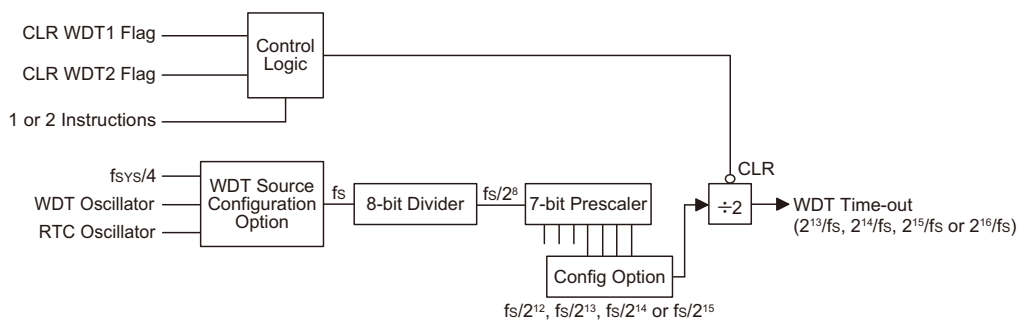 CLR WDT1 Flag
CLR WDT2 Flag
1 or 2 Instructions
Control
Logic
fSYS/4
WDT Oscillator
RTC Oscillator
WDT Source
Configuration
Option
fS
8-bit Divider
fS/2⁸
7-bit Prescaler
Config Option
fS/2¹², fS/2¹³, fS/2¹⁴ or fS/2¹⁵
CLR
÷2
WDT Time-out
(2¹³/fS, 2¹⁴/fS, 2¹⁵/fS or 2¹⁶/fS)